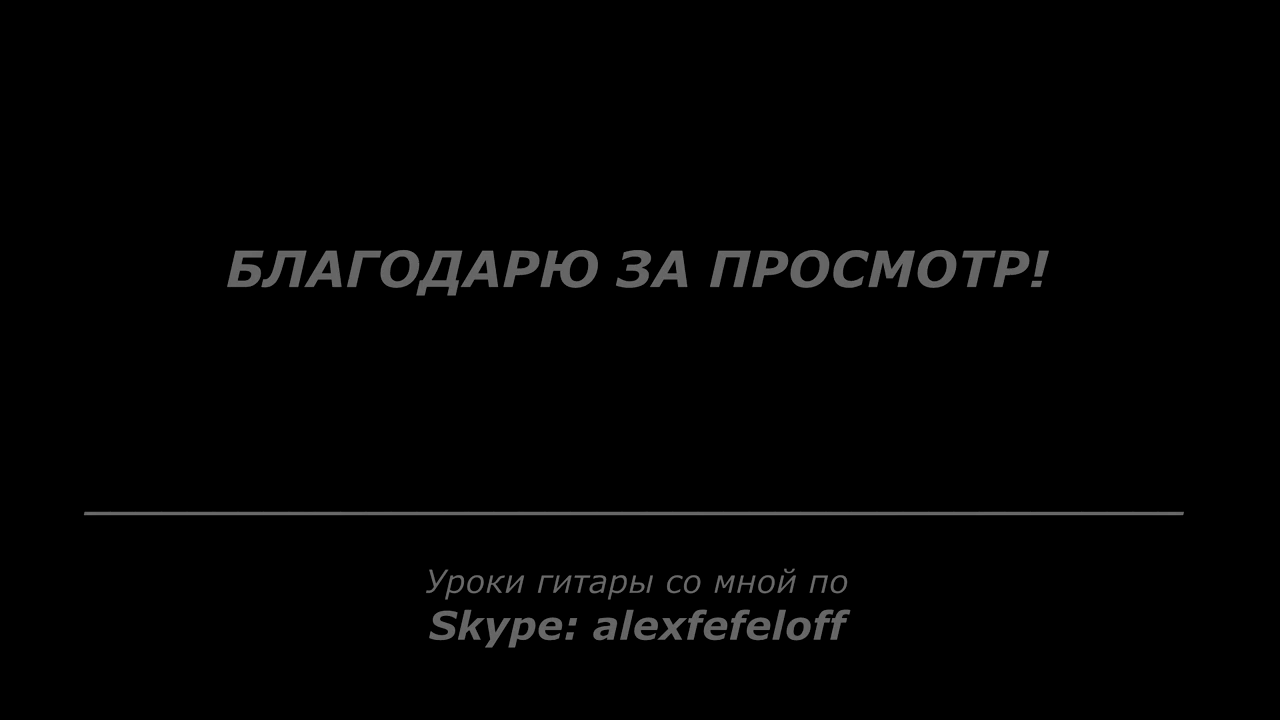 БЛАГОДАРЮ ЗА ПРОСМОТР!
Уроки гитары со мной по
Skype: alexfefeloff